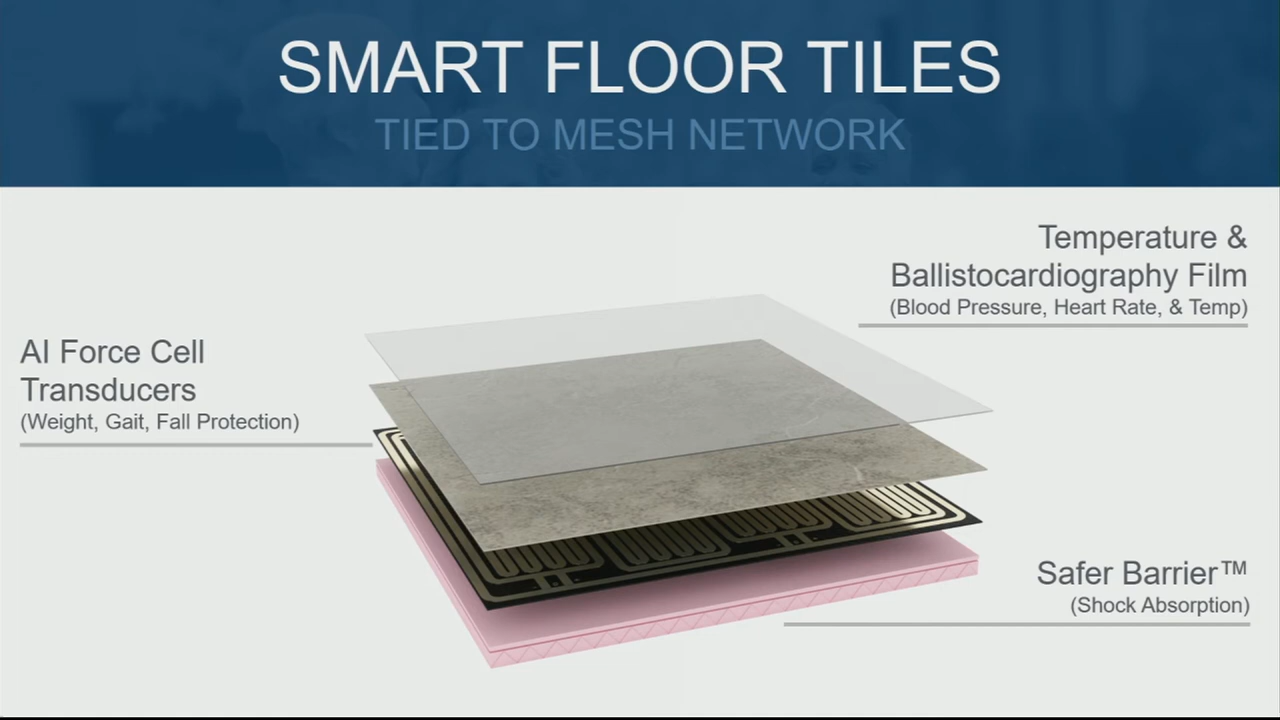 SMART FLOOR TILES
TIED TO MESH NETWORK
Temperature &
Ballistocardiography Film
(Blood Pressure, Heart Rate, & Temp)
AI Force Cell
Transducers
(Weight, Gait, Fall Protection)
Safer Barrier™
(Shock Absorption)